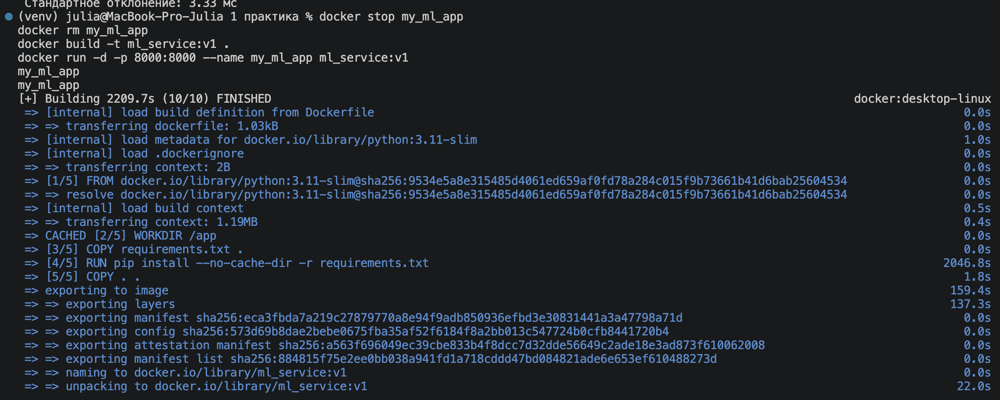 Стандартное отклонение: 3.33 мс
(venv) julia@MacBook-Pro-Julia 1 практика % docker stop my_ml_app
docker rm my_ml_app
docker build -t ml_service:v1 .
docker run -d -p 8000:8000 --name my_ml_app ml_service:v1
my_ml_app
my_ml_app
[+] Building 2209.7s (10/10) FINISHED docker:desktop-linux
=> [internal] load build definition from Dockerfile 0.0s
=> => transferring dockerfile: 1.03kB 0.0s
=> [internal] load metadata for docker.io/library/python:3.11-slim 1.0s
=> [internal] load .dockerignore 0.0s
=> => transferring context: 2B 0.0s
=> [1/5] FROM docker.io/library/python:3.11-slim@sha256:9534e5a8e315485d4061ed659af0fd78a284c015f9b73661b41d6bab25604534 0.0s
=> => resolve docker.io/library/python:3.11-slim@sha256:9534e5a8e315485d4061ed659af0fd78a284c015f9b73661b41d6bab25604534 0.0s
=> [internal] load build context 0.5s
=> => transferring context: 1.19MB 0.4s
=> CACHED [2/5] WORKDIR /app 0.0s
=> [3/5] COPY requirements.txt . 0.0s
=> [4/5] RUN pip install --no-cache-dir -r requirements.txt 2046.8s
=> [5/5] COPY . . 1.8s
=> exporting to image 159.4s
=> => exporting layers 137.3s
=> => exporting manifest sha256:eca3fbda7a219c27879770a8e94f9adb850936efbd3e30831441a3a47798a71d 0.0s
=> => exporting config sha256:573d69b8dae2bebe0675fba35af52f6184f8a2bb013c547724b0cfb8441720b4 0.0s
=> => exporting attestation manifest sha256:a563f696049ec39cbe833b4f8dcc7d32dde56649c2ade18e3ad873f610062008 0.0s
=> => exporting manifest list sha256:884815f75e2ee0bb038a941fd1a718cddd47bd084821ade6e653ef610488273d 0.0s
=> => naming to docker.io/library/ml_service:v1 0.0s
=> => unpacking to docker.io/library/ml_service:v1 22.0s